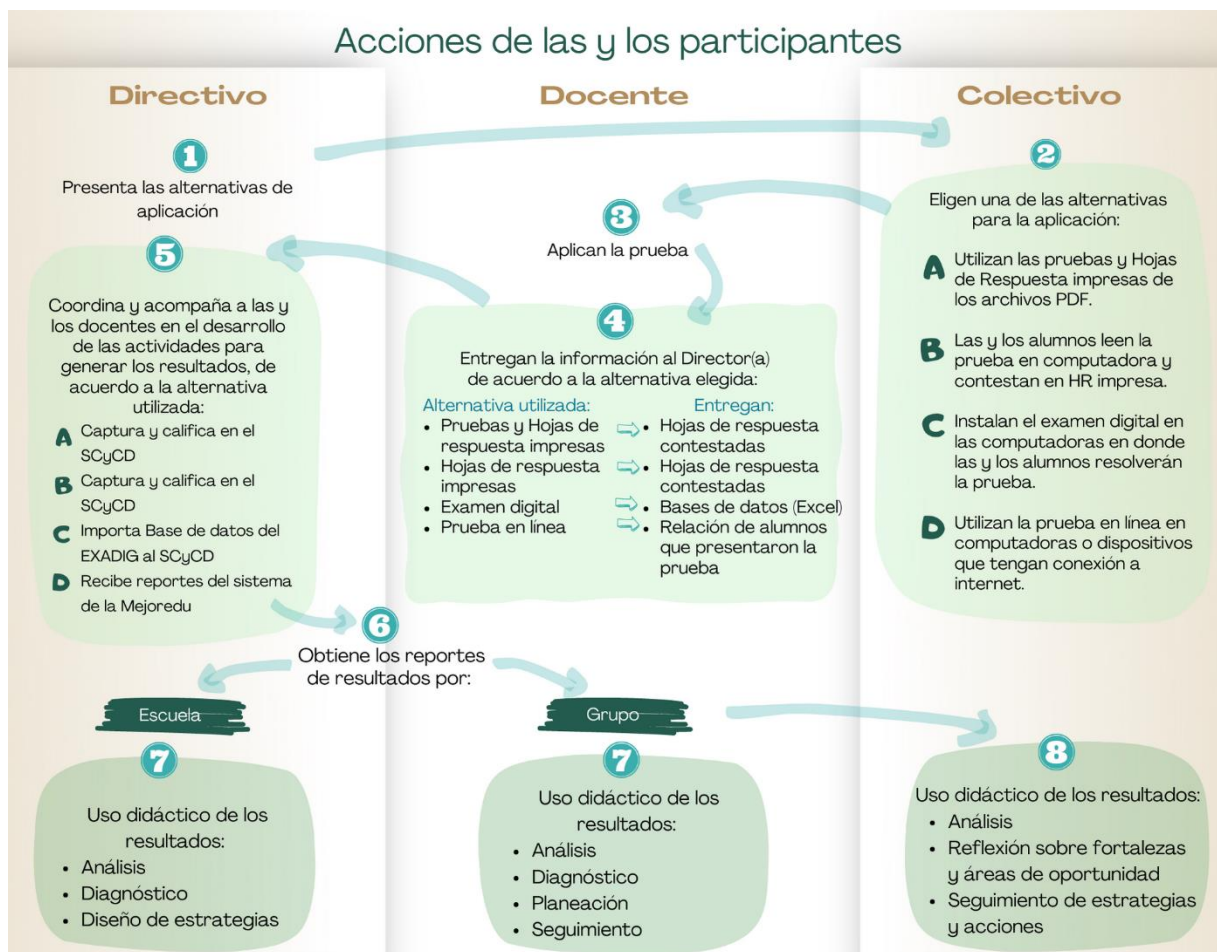 Acciones de las y los participantes
Directivo
Docente
Colectivo
1
Presenta las alternativas de
aplicación
2
Eligen una de las alternativas
para la aplicación:
A Utilizan las pruebas y Hojas
de Respuesta impresas de
los archivos PDF.
B Las y los alumnos leen la
prueba en computadora y
contestan en HR impresa.
C Instalan el examen digital en
las computadoras en donde
las y los alumnos resolverán
la prueba.
D Utilizan la prueba en línea en
computadoras o dispositivos
que tengan conexión a
internet.
3
Aplican la prueba
4
Entregan la información al Director(a)
de acuerdo a la alternativa elegida:
Alternativa utilizada:
• Pruebas y Hojas de
respuesta impresas
• Hojas de respuesta
impresas
• Examen digital
• Prueba en línea
Entregan:
• Hojas de respuesta
contestadas
• Hojas de respuesta
contestadas
• Bases de datos (Excel)
• Relación de alumnos
que presentaron la
prueba
5
Coordina y acompaña a las y
los docentes en el desarrollo
de las actividades para
generar los resultados, de
acuerdo a la alternativa
utilizada:
A Captura y califica en el
SCyCD
B Captura y califica en el
SCyCD
C Importa Base de datos del
EXADIG al SCyCD
D Recibe reportes del sistema
de la Mejoredu
6
Obtiene los reportes
de resultados por:
Escuela
Grupo
7
Uso didáctico de los
resultados:
• Análisis
• Diagnóstico
• Diseño de estrategias
7
Uso didáctico de los
resultados:
• Análisis
• Diagnóstico
• Planeación
• Seguimiento
8
Uso didáctico de los resultados:
• Análisis
• Reflexión sobre fortalezas
y áreas de oportunidad
• Seguimiento de estrategias
y acciones